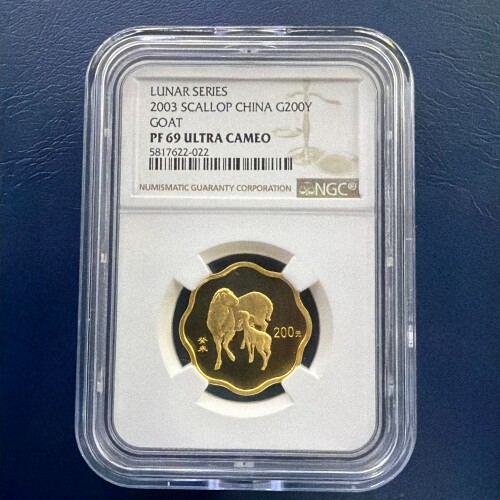 LUNAR SERIES
2003 SCALLOP CHINA G200Y
GOAT
PF 69 ULTRA CAMEO
5817622-022
NUMISMATIC GUARANTY CORPORATION
NGC®
200元
癸未